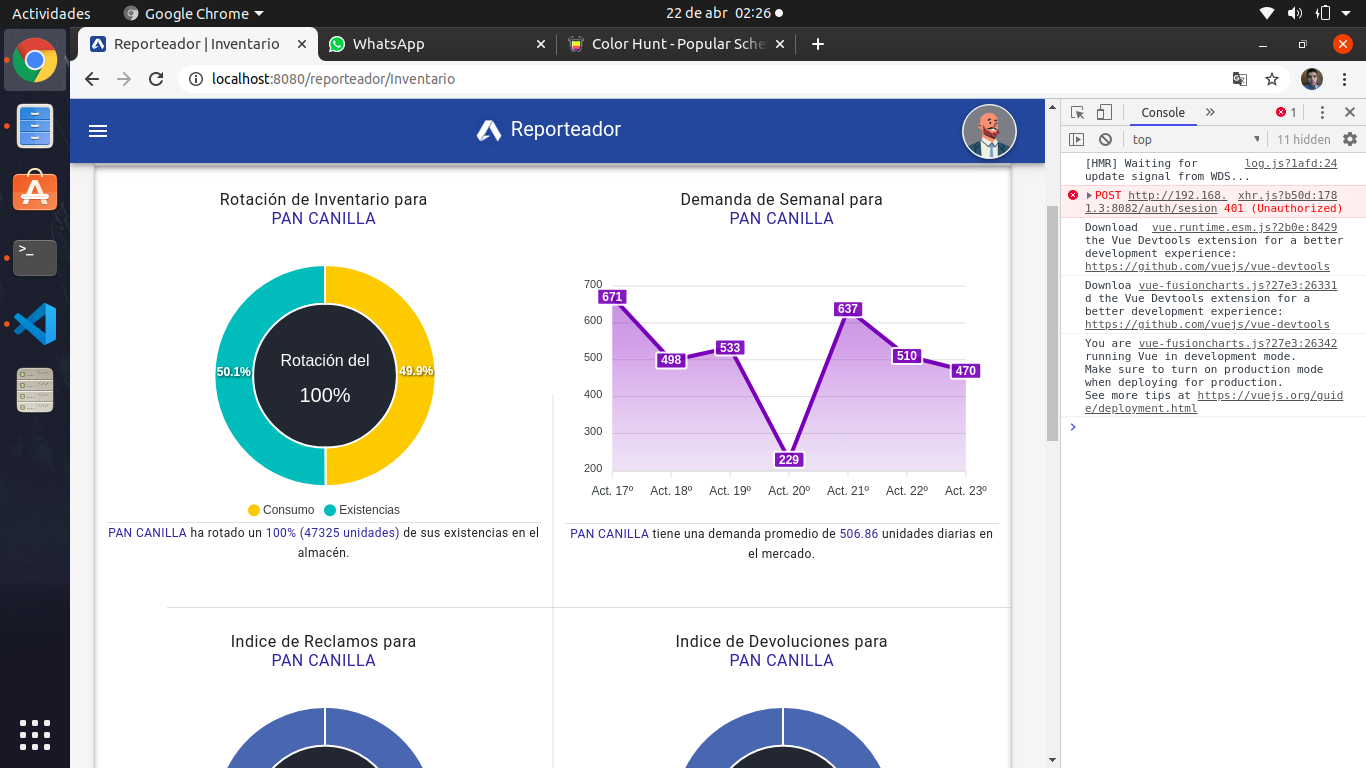 Actividades
Google Chrome
22 de abr 02:26
Reporteador | Inventario
WhatsApp
Color Hunt - Popular Sche
localhost:8080/reporteador/Inventario
Reporteador
Rotación de Inventario para
PAN CANILLA
50.1%
49.9%
Rotación del
100%
Consumo
Existencias
PAN CANILLA ha rotado un 100% (47325 unidades) de sus existencias en el
almacén.
Demanda de Semanal para
PAN CANILLA
700
600
500
400
300
200
671
498
533
229
637
510
470
Act. 17º
Act. 18º
Act. 19º
Act. 20º
Act. 21º
Act. 22º
Act. 23º
PAN CANILLA tiene una demanda promedio de 506.86 unidades diarias en
el mercado.
Indice de Reclamos para
PAN CANILLA
Indice de Devoluciones para
PAN CANILLA
Console
1
top
11 hidden
[HMR] Waiting for log.js?1afd:24
update signal from WDS...
POST http://192.168. xhr.js?b50d:178
1.3:8082/auth/sesion 401 (Unauthorized)
Download vue.runtime.esm.js?2b0e:8429
the Vue Devtools extension for a better
development experience:
https://github.com/vuejs/vue-devtools
Downloa vue-fusioncharts.js?27e3:26331
d the Vue Devtools extension for a
better development experience:
https://github.com/vuejs/vue-devtools
You are vue-fusioncharts.js?27e3:26342
running Vue in development mode.
Make sure to turn on production mode
when deploying for production.
See more tips at https://vuejs.org/guid
e/deployment.html